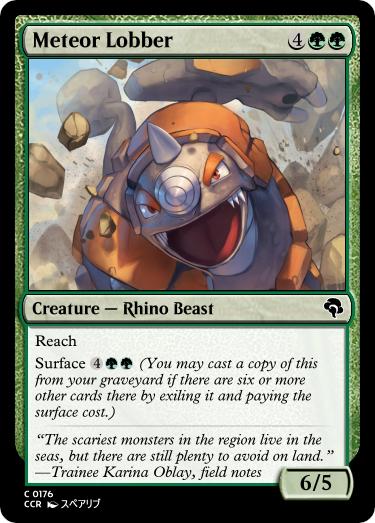 Meteor Lobber 4
Creature — Rhino Beast
Reach
Surface 4 (You may cast a copy of this
from your graveyard if there are six or more
other cards there by exiling it and paying the
surface cost.)
“The scariest monsters in the region live in the
seas, but there are still plenty to avoid on land.”
—Trainee Karina Oblay, field notes
6/5
C 0176
CCR スペアリブ